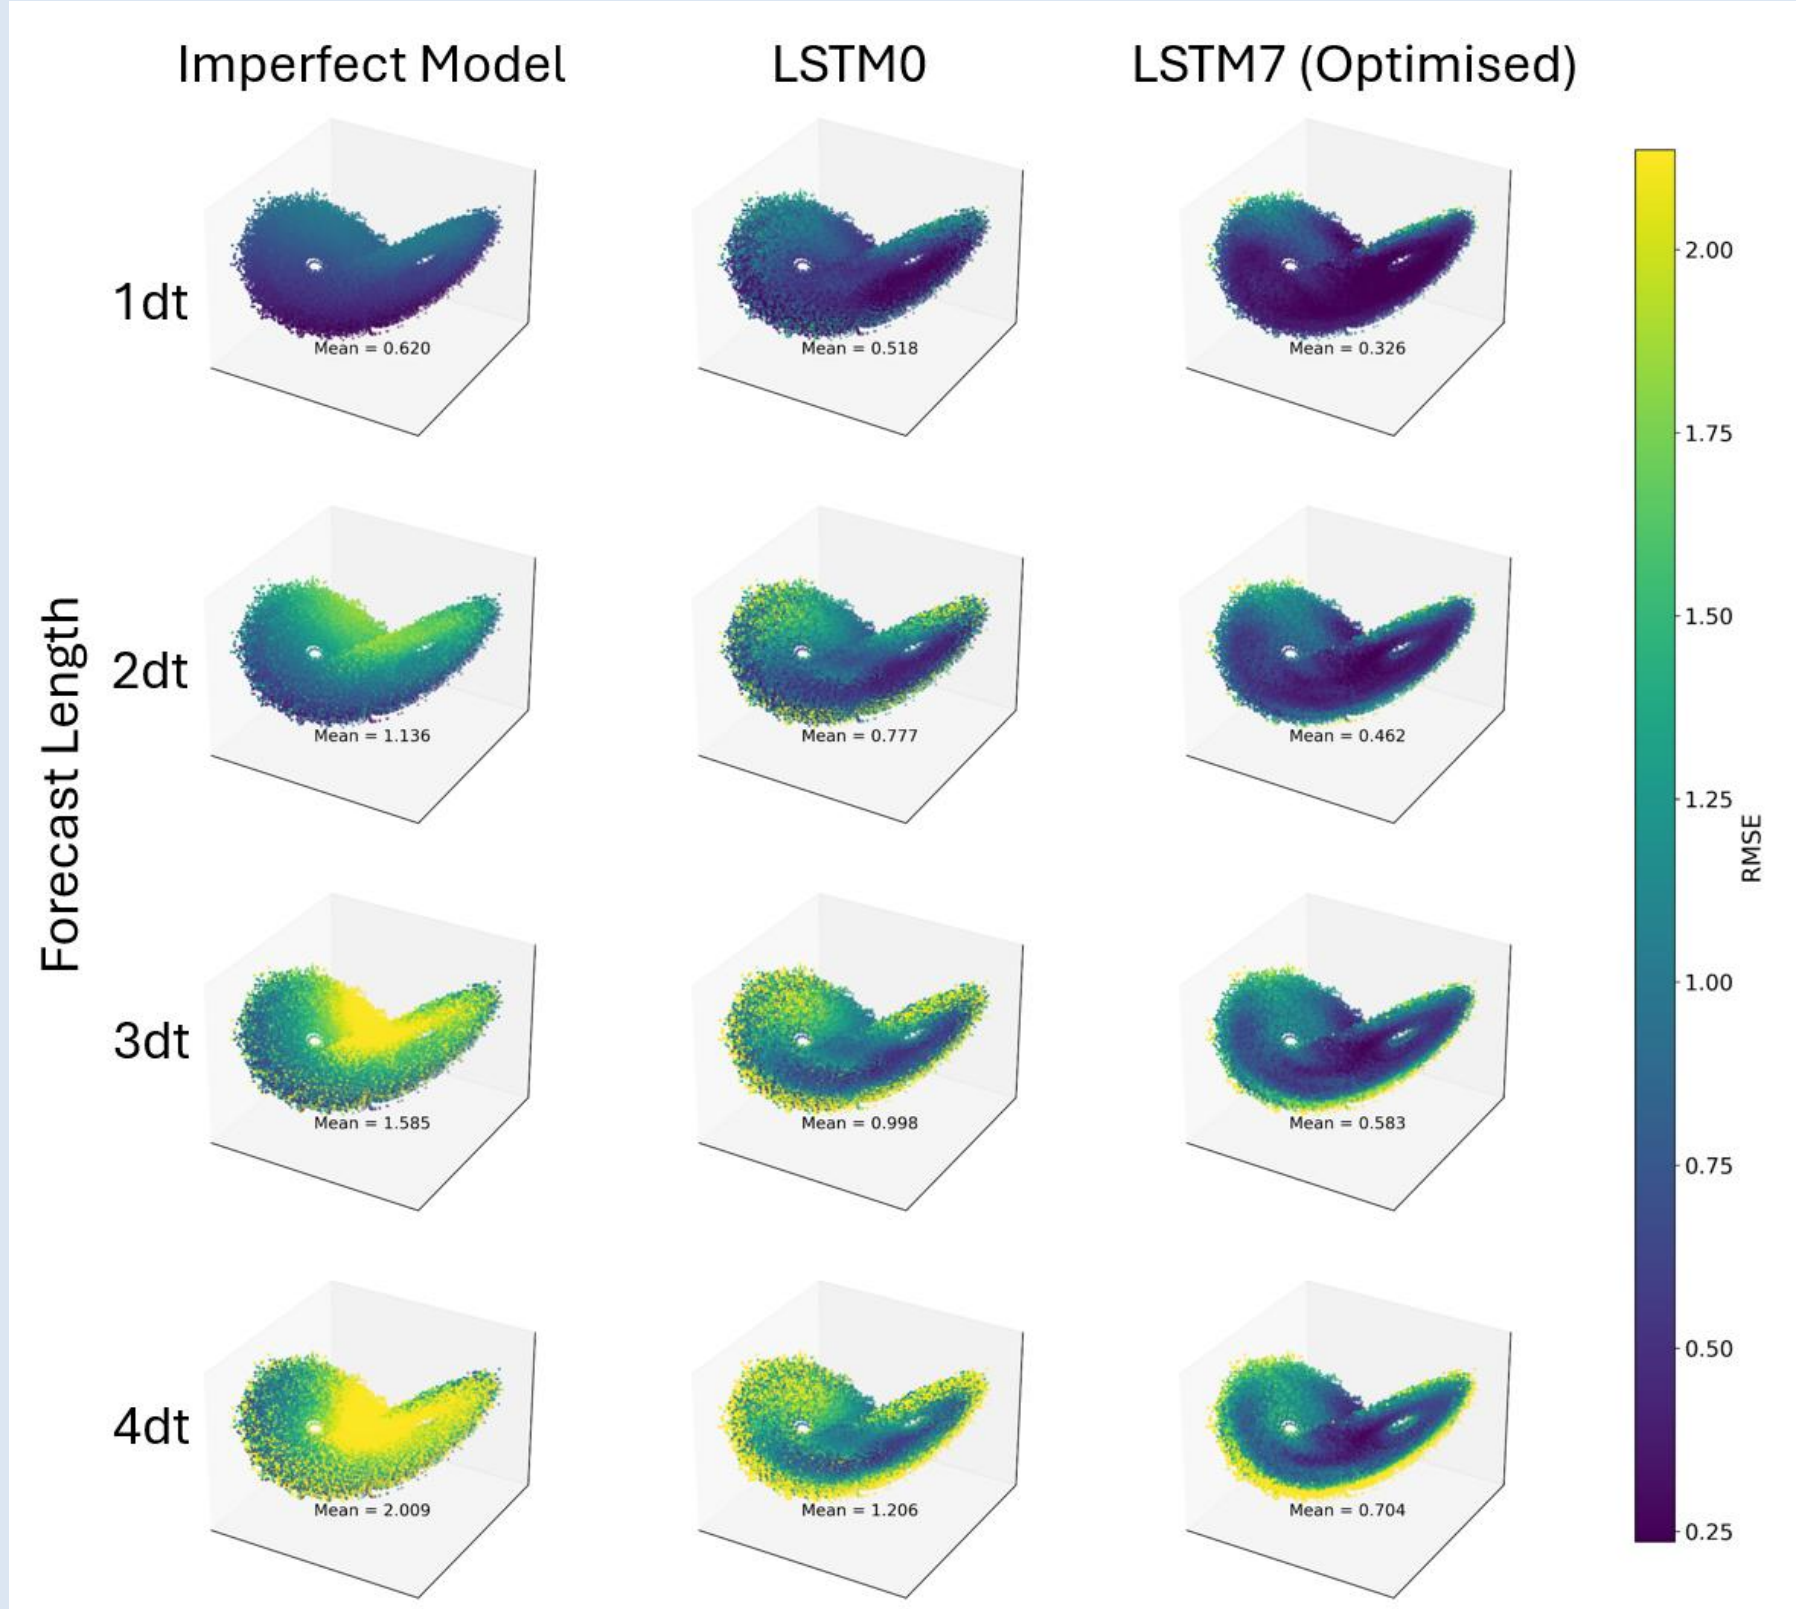 Imperfect Model
LSTM0
LSTM7 (Optimised)
Forecast Length
1dt
Mean = 0.620
Mean = 0.518
Mean = 0.326
2dt
Mean = 1.136
Mean = 0.777
Mean = 0.462
3dt
Mean = 1.585
Mean = 0.998
Mean = 0.583
4dt
Mean = 2.009
Mean = 1.206
Mean = 0.704
2.00
1.75
1.50
1.25
1.00
0.75
0.50
0.25
RMSE